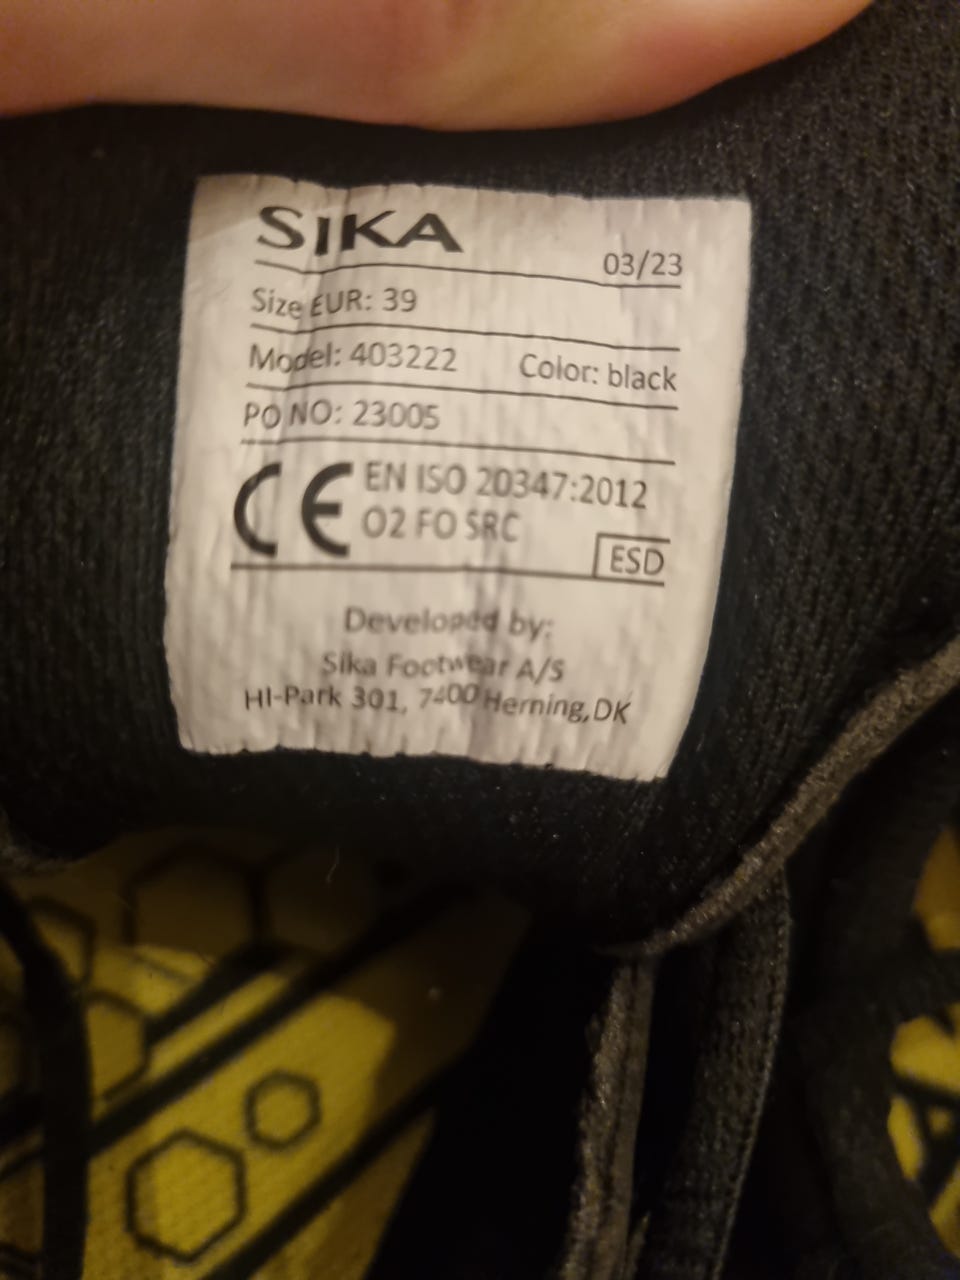 SIKA
03/23
Size EUR: 39
Model: 403222 Color: black
PO NO: 23005
CE EN ISO 20347:2012
O2 FO SRC
ESD
Developed by:
Sika Footwear A/S
HI-Park 301, 7400 Herning,DK